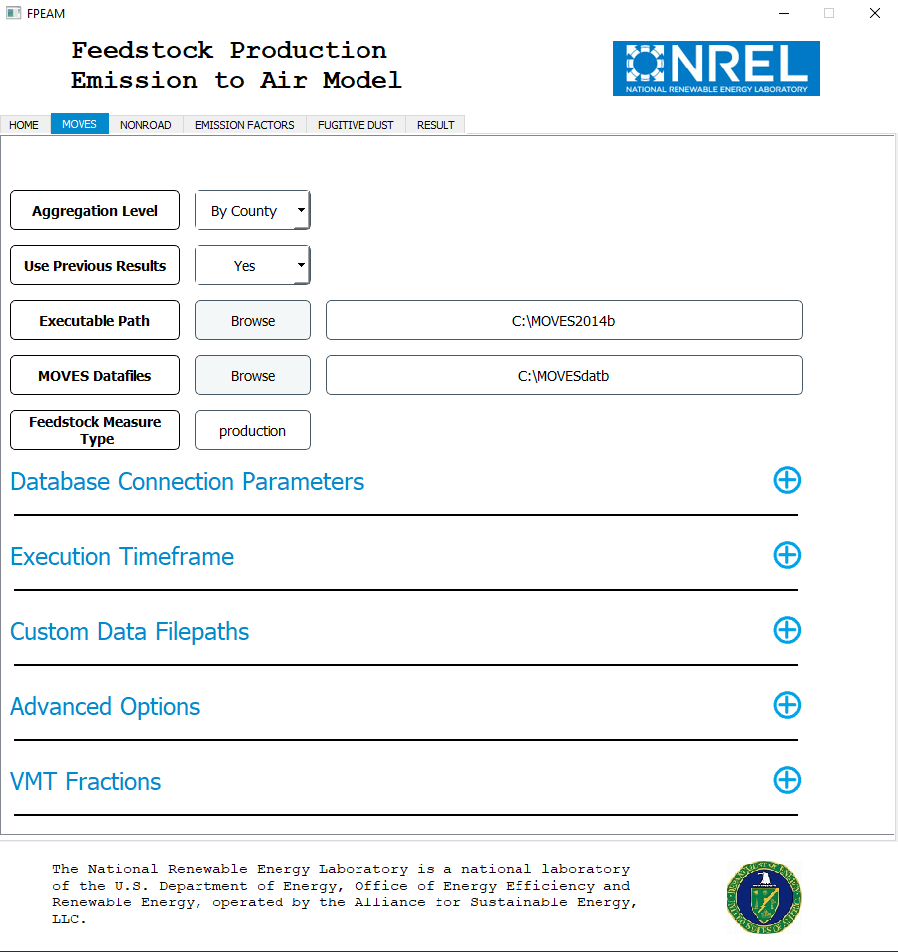 FPEAM
Feedstock Production
Emission to Air Model
NREL
NATIONAL RENEWABLE ENERGY LABORATORY
HOME MOVES NONROAD EMISSION FACTORS FUGITIVE DUST RESULT
Aggregation Level By County
Use Previous Results Yes
Executable Path Browse C:\MOVES2014b
MOVES Datafiles Browse C:\MOVESdatb
Feedstock Measure
Type
production
Database Connection Parameters
Execution Timeframe
Custom Data Filepaths
Advanced Options
VMT Fractions
The National Renewable Energy Laboratory is a national laboratory
of the U.S. Department of Energy, Office of Energy Efficiency and
Renewable Energy, operated by the Alliance for Sustainable Energy,
LLC.